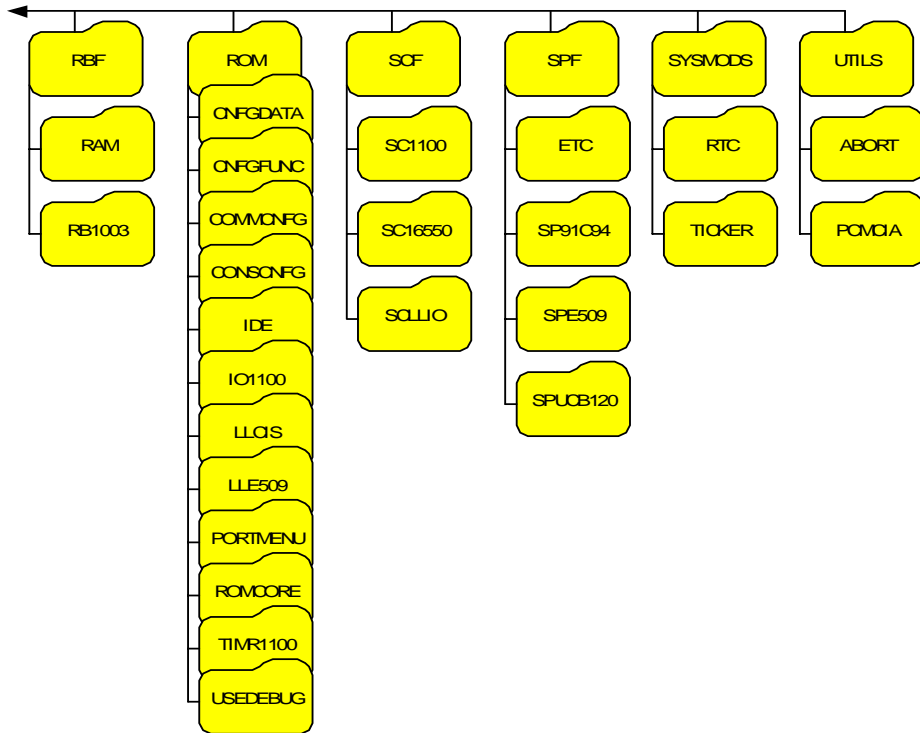 RBF
ROM
SCF
SPF
SYSMODS
UTILS
RAM
RB1003
CNFGDATA
CNFGFUNC
COMMCNFG
CONSCNFG
IDE
IO1100
LLCIS
LLE509
PORTMENU
ROMCORE
TIMR1100
USEDEBUG
SC1100
SC16550
SCLLIO
ETC
SP91C94
SPE509
SPUCB120
RTC
TICKER
ABORT
PCMCIA